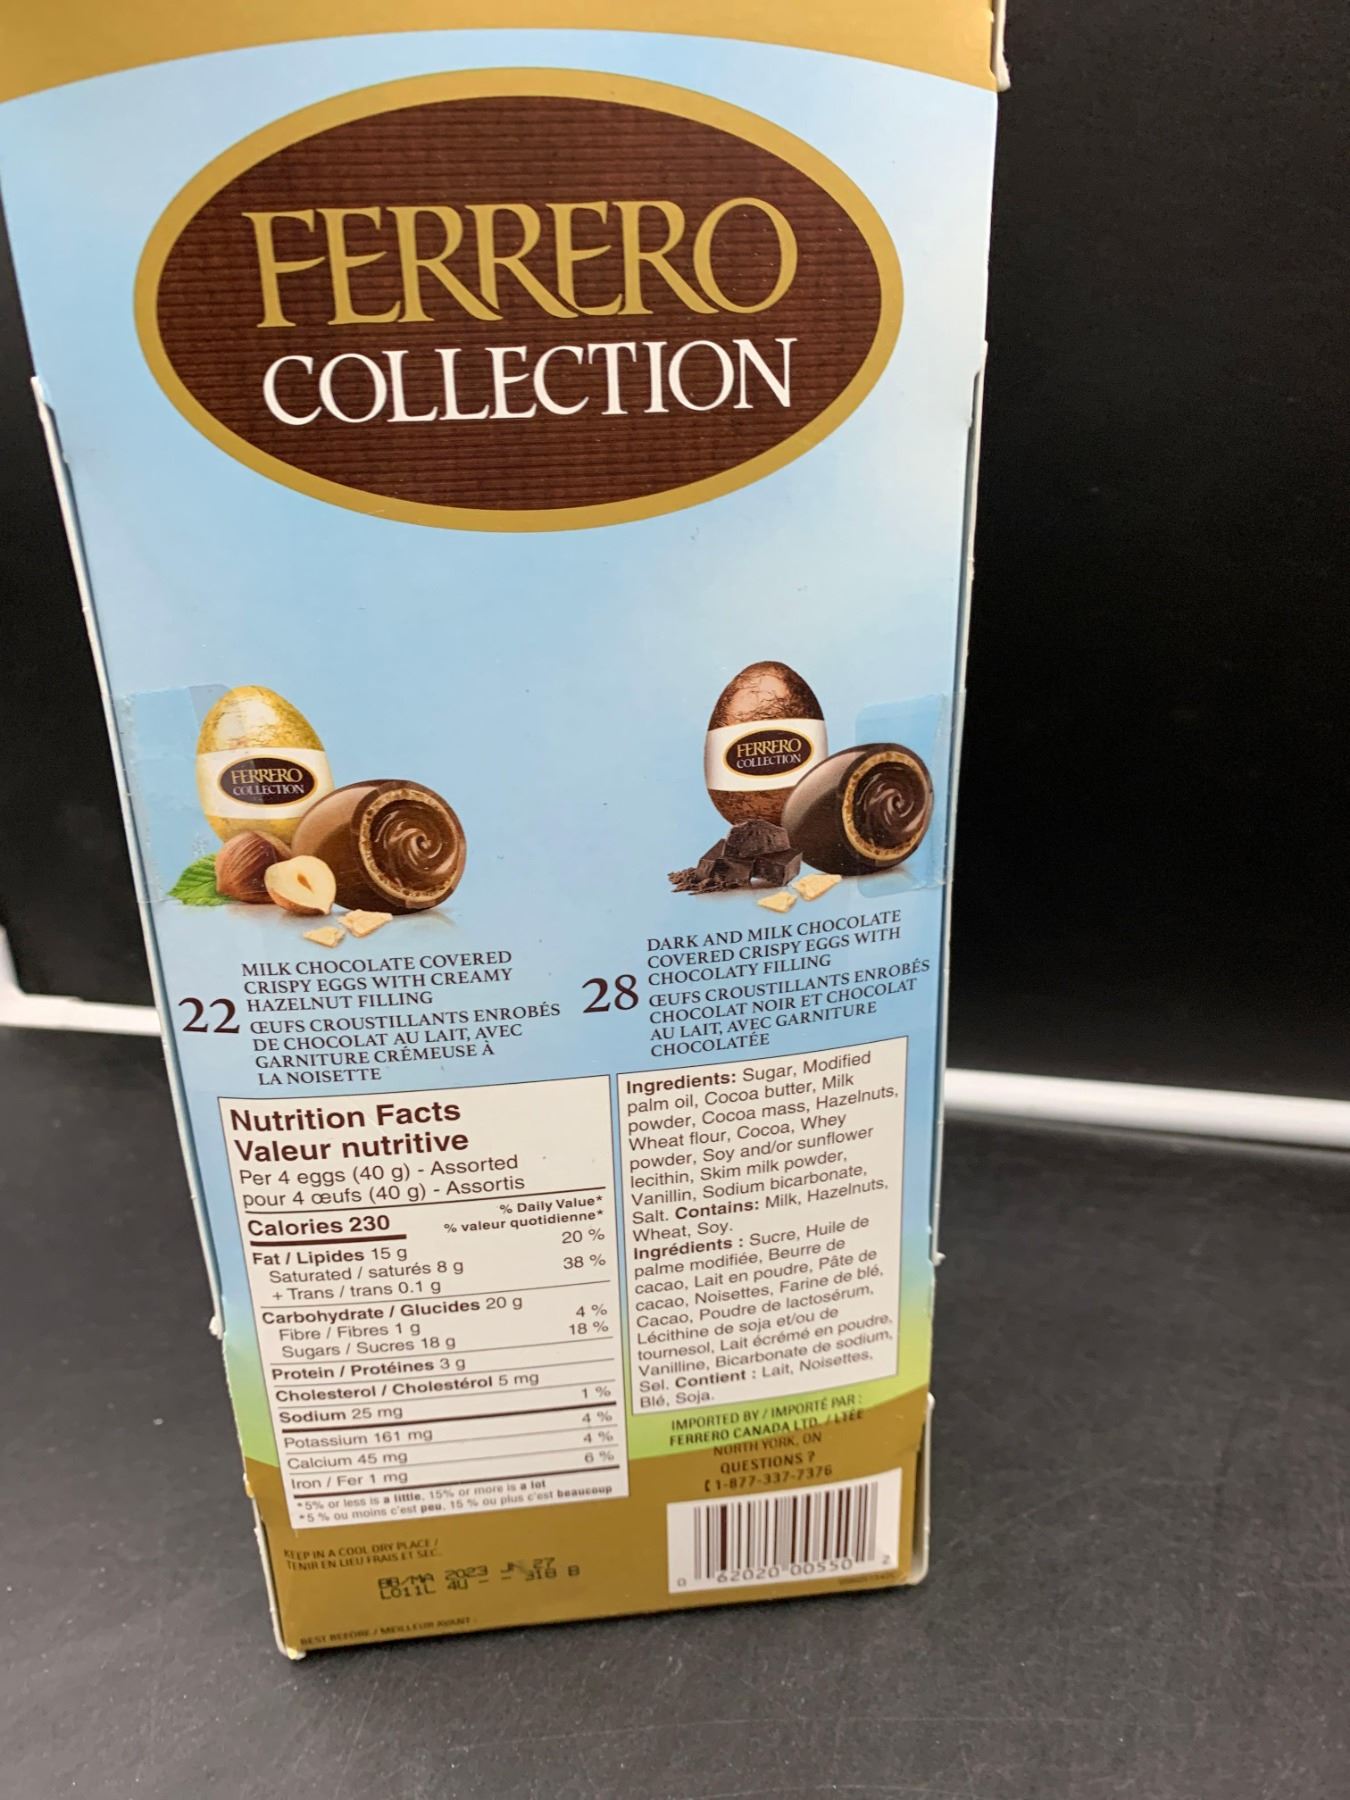 FERRERO
COLLECTION
FERRERO
COLLECTION
FERRERO
COLLECTION
22
MILK CHOCOLATE COVERED
CRISPY EGGS WITH CREAMY
HAZELNUT FILLING
ŒUFS CROUSTILLANTS ENROBÉS
DE CHOCOLAT AU LAIT, AVEC
GARNITURE CRÉMEUSE À
LA NOISETTE
28
DARK AND MILK CHOCOLATE
COVERED CRISPY EGGS WITH
CHOCOLATY FILLING
ŒUFS CROUSTILLANTS ENROBÉS
CHOCOLAT NOIR ET CHOCOLAT
AU LAIT, AVEC GARNITURE
CHOCOLATÉE
Nutrition Facts
Valeur nutritive
Per 4 eggs (40 g) - Assorted
pour 4 œufs (40 g) - Assortis
Calories 230
% Daily Value*
% valeur quotidienne*
Fat / Lipides 15 g 20 %
Saturated / saturés 8 g 38 %
+ Trans / trans 0.1 g
Carbohydrate / Glucides 20 g
Fibre / Fibres 1 g 4 %
Sugars / Sucres 18 g 18 %
Protein / Protéines 3 g
Cholesterol / Cholestérol 5 mg
Sodium 25 mg 1 %
Potassium 161 mg 4 %
Calcium 45 mg 4 %
Iron / Fer 1 mg 6 %
*5% or less is a little, 15% or more is a lot
*5 % ou moins c'est peu, 15 % ou plus c'est beaucoup
Ingredients: Sugar, Modified
palm oil, Cocoa butter, Milk
powder, Cocoa mass, Hazelnuts,
Wheat flour, Cocoa, Whey
powder, Soy and/or sunflower
lecithin, Skim milk powder,
Vanillin, Sodium bicarbonate,
Salt. Contains: Milk, Hazelnuts,
Wheat, Soy.
Ingrédients : Sucre, Huile de
palme modifiée, Beurre de
cacao, Lait en poudre, Pâte de
cacao, Noisettes, Farine de blé,
Cacao, Poudre de lactosérum,
Lécithine de soja et/ou de
tournesol, Lait écrémé en poudre,
Vanilline, Bicarbonate de sodium,
Sel. Contient : Lait, Noisettes,
Blé, Soja.
IMPORTED BY / IMPORTÉ PAR :
FERRERO CANADA LTD. / LTÉE
NORTH YORK, ON
QUESTIONS ?
1-877-337-7376
KEEP IN A COOL DRY PLACE /
TENIR EN LIEU FRAIS ET SEC.
BB/MA 2023 27
L011L 4U - - 318 B
BEST BEFORE / MEILLEUR AVANT :
0 62020 00550 2